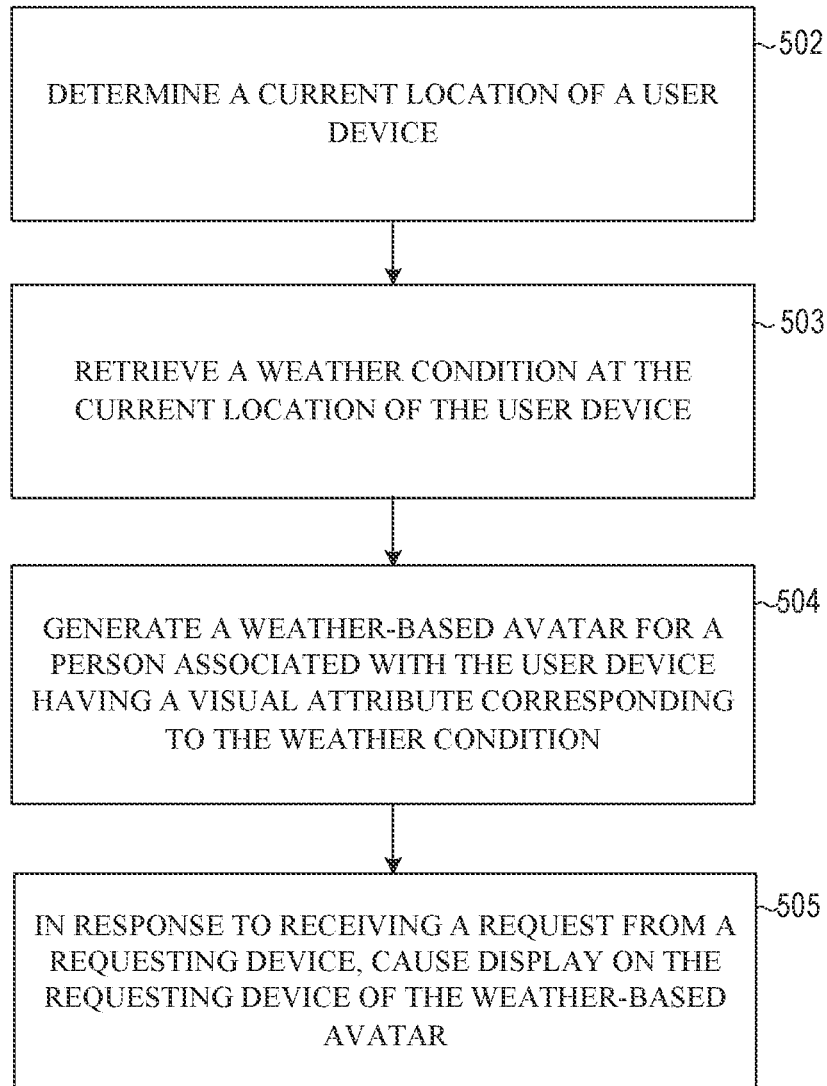 502
DETERMINE A CURRENT LOCATION OF A USER
DEVICE
503
RETRIEVE A WEATHER CONDITION AT THE
CURRENT LOCATION OF THE USER DEVICE
504
GENERATE A WEATHER-BASED AVATAR FOR A
PERSON ASSOCIATED WITH THE USER DEVICE
HAVING A VISUAL ATTRIBUTE CORRESPONDING
TO THE WEATHER CONDITION
505
IN RESPONSE TO RECEIVING A REQUEST FROM A
REQUESTING DEVICE, CAUSE DISPLAY ON THE
REQUESTING DEVICE OF THE WEATHER-BASED
AVATAR